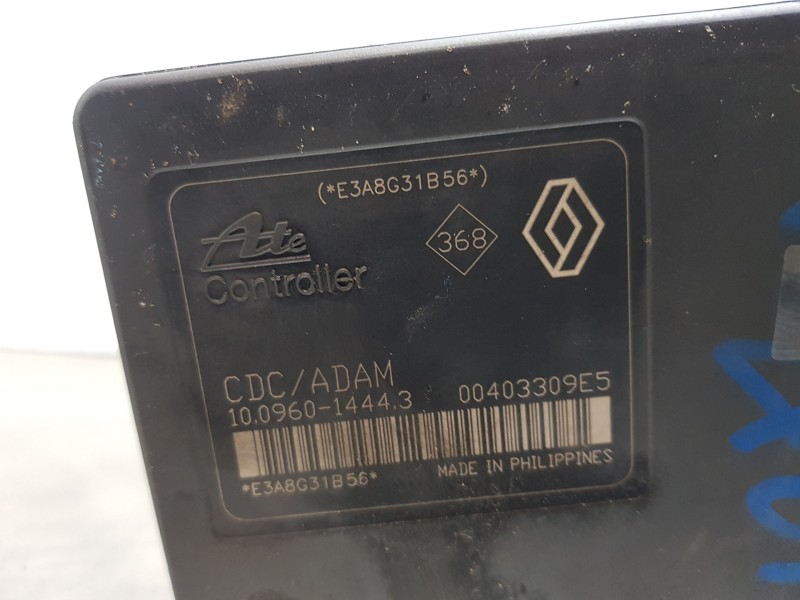 (*E3A8G31B56*)
Ate
368
Controller
CDC/ADAM
10.0960-1444.3 00403309E5
*E3A8G31B56*
MADE IN PHILIPPINES